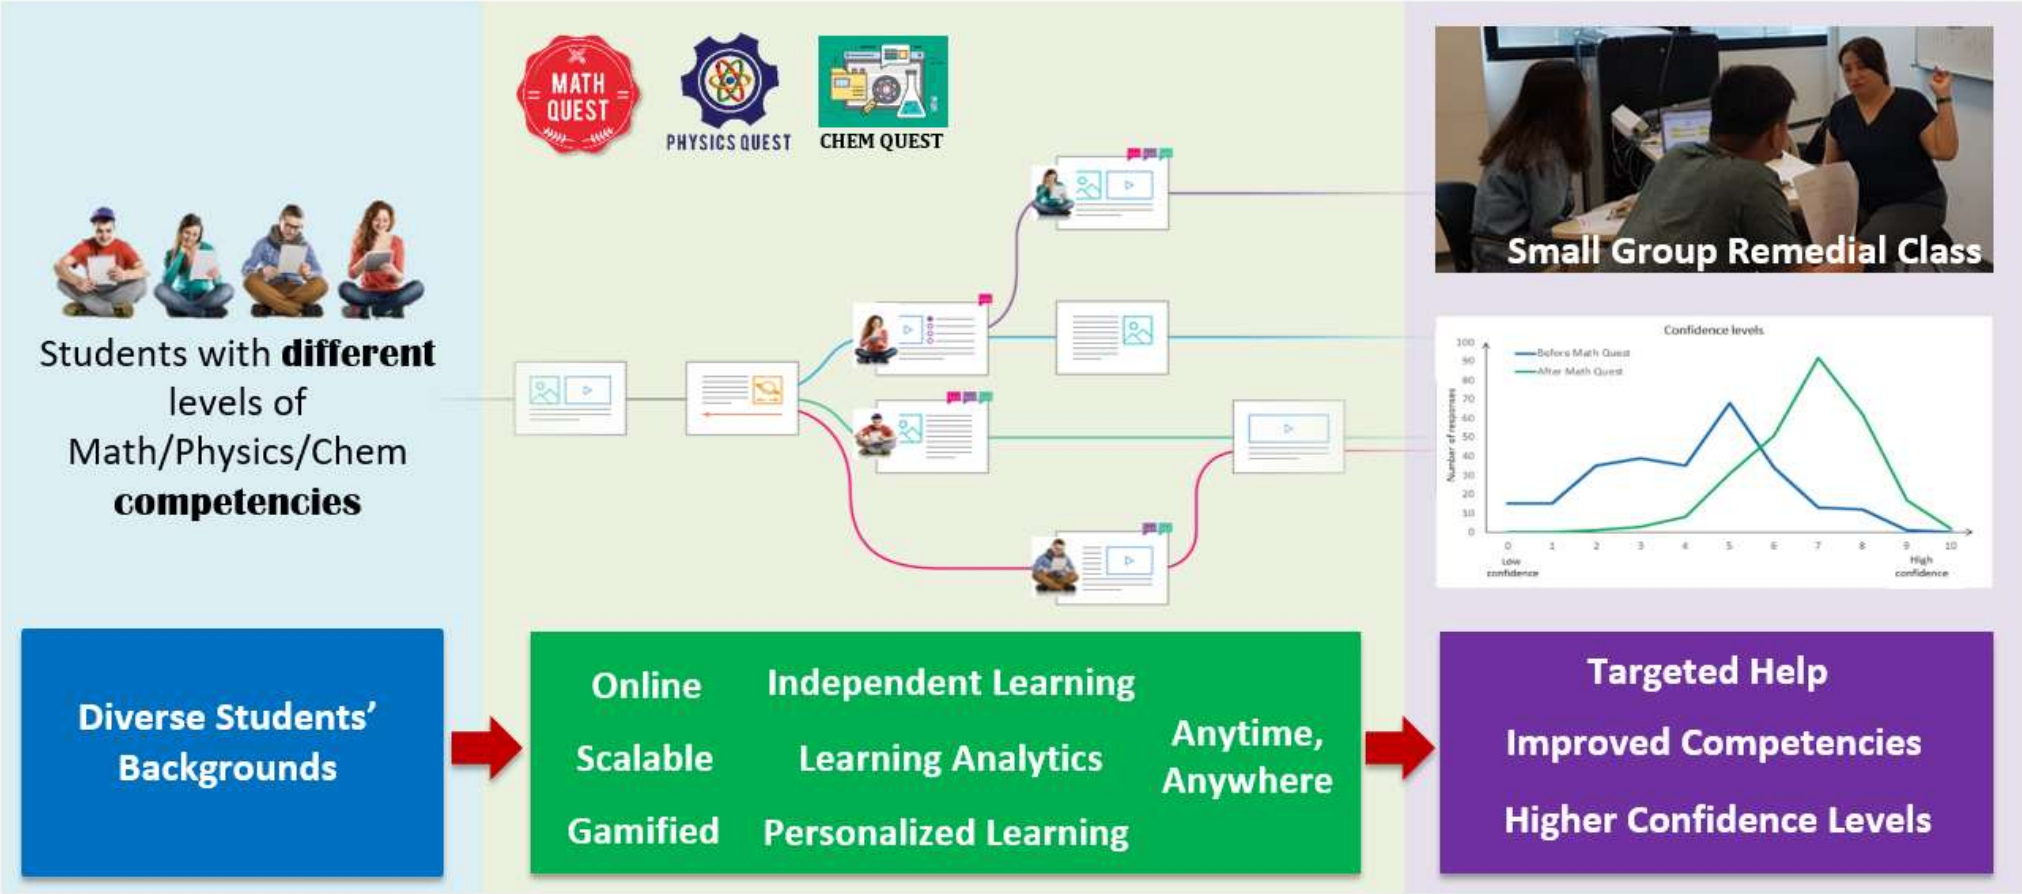 MATH
QUEST
PHYSICS QUEST
CHEM QUEST
Students with different
levels of
Math/Physics/Chem
competencies
Small Group Remedial Class
Confidence levels
Before Math Quest
After Math Quest
Number of responses
100
90
80
70
60
50
40
30
20
10
0
0 1 2 3 4 5 6 7 8 9 10
Low
confidence
High
confidence
Diverse Students’
Backgrounds
Online
Scalable
Gamified
Independent Learning
Learning Analytics
Personalized Learning
Anytime,
Anywhere
Targeted Help
Improved Competencies
Higher Confidence Levels